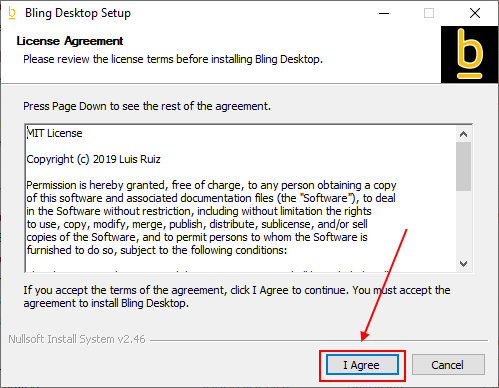 Bling Desktop Setup
License Agreement
Please review the license terms before installing Bling Desktop.
b
Press Page Down to see the rest of the agreement.
MIT License
Copyright (c) 2019 Luis Ruiz
Permission is hereby granted, free of charge, to any person obtaining a copy
of this software and associated documentation files (the "Software"), to deal
in the Software without restriction, including without limitation the rights
to use, copy, modify, merge, publish, distribute, sublicense, and/or sell
copies of the Software, and to permit persons to whom the Software is
furnished to do so, subject to the following conditions:
If you accept the terms of the agreement, click I Agree to continue. You must accept the
agreement to install Bling Desktop.
Nullsoft Install System v2.46
I Agree
Cancel